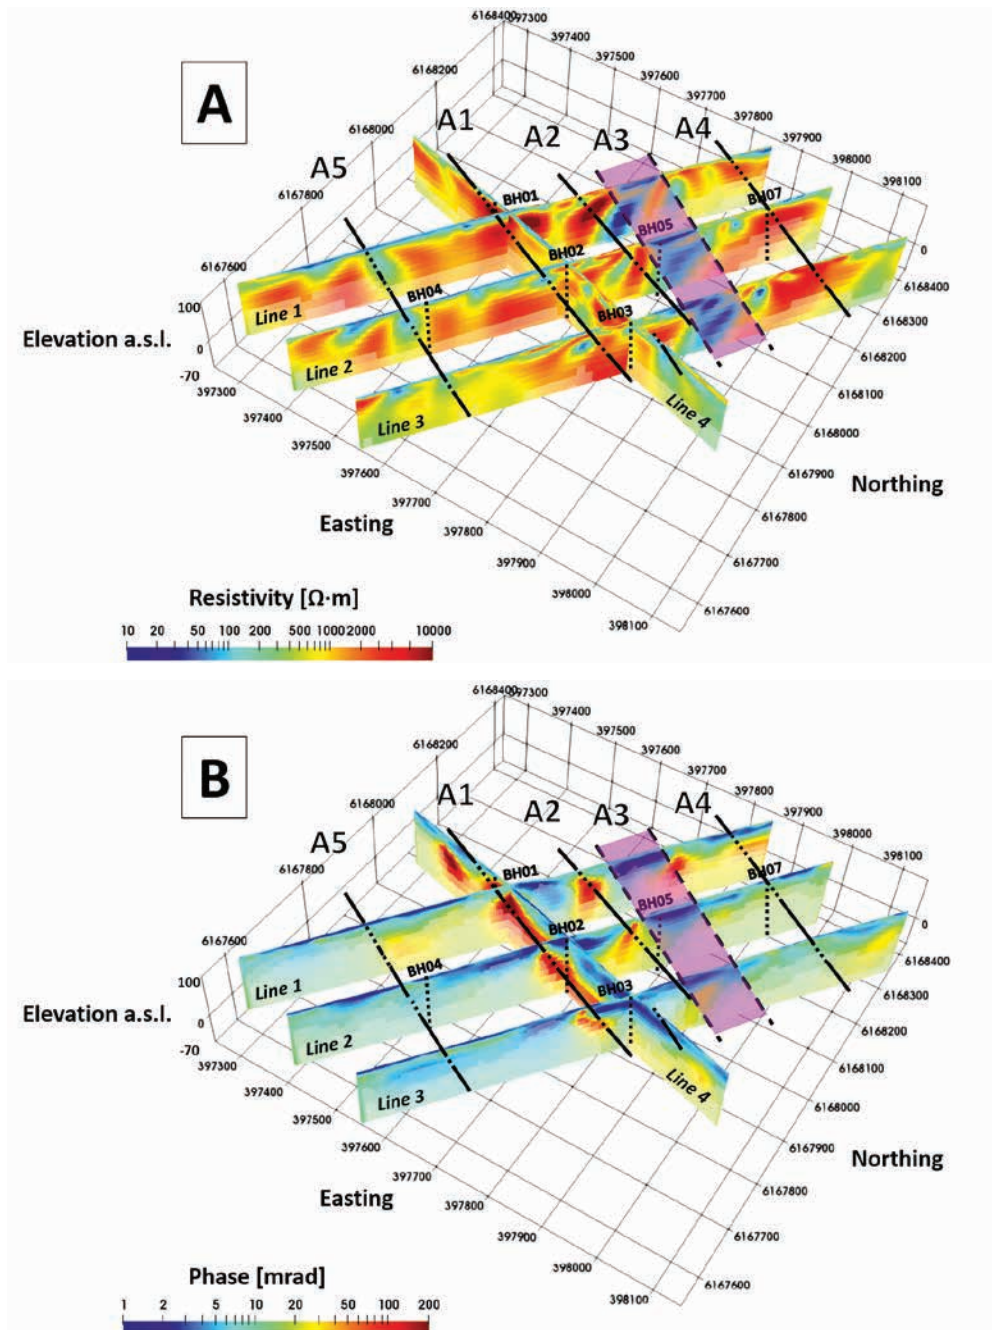 A
6168400
397300
397400
397500
397600
397700
397800
397900
398000
398100
6168200
6168000
6167800
6167600
A1
A2
A3
A4
A5
BH01
BH02
BH03
BH04
BH05
BH07
Line 1
Line 2
Line 3
Line 4
100
0
-70
Elevation a.s.l.
0
6168400
6168300
6168200
6168100
6168000
6167900
6167800
6167700
6167600
Northing
397300
397400
397500
397600
397700
397800
397900
398000
398100
Easting
Resistivity [Ω·m]
10 20 50 100 200 500 1000 2000 10000
B
6168400
397300
397400
397500
397600
397700
397800
397900
398000
398100
6168200
6168000
6167800
6167600
A1
A2
A3
A4
A5
BH01
BH02
BH03
BH04
BH05
BH07
Line 1
Line 2
Line 3
Line 4
100
0
-70
Elevation a.s.l.
0
6168400
6168300
6168200
6168100
6168000
6167900
6167800
6167700
6167600
Northing
397300
397400
397500
397600
397700
397800
397900
398000
398100
Easting
Phase [mrad]
1 2 5 10 20 50 100 200